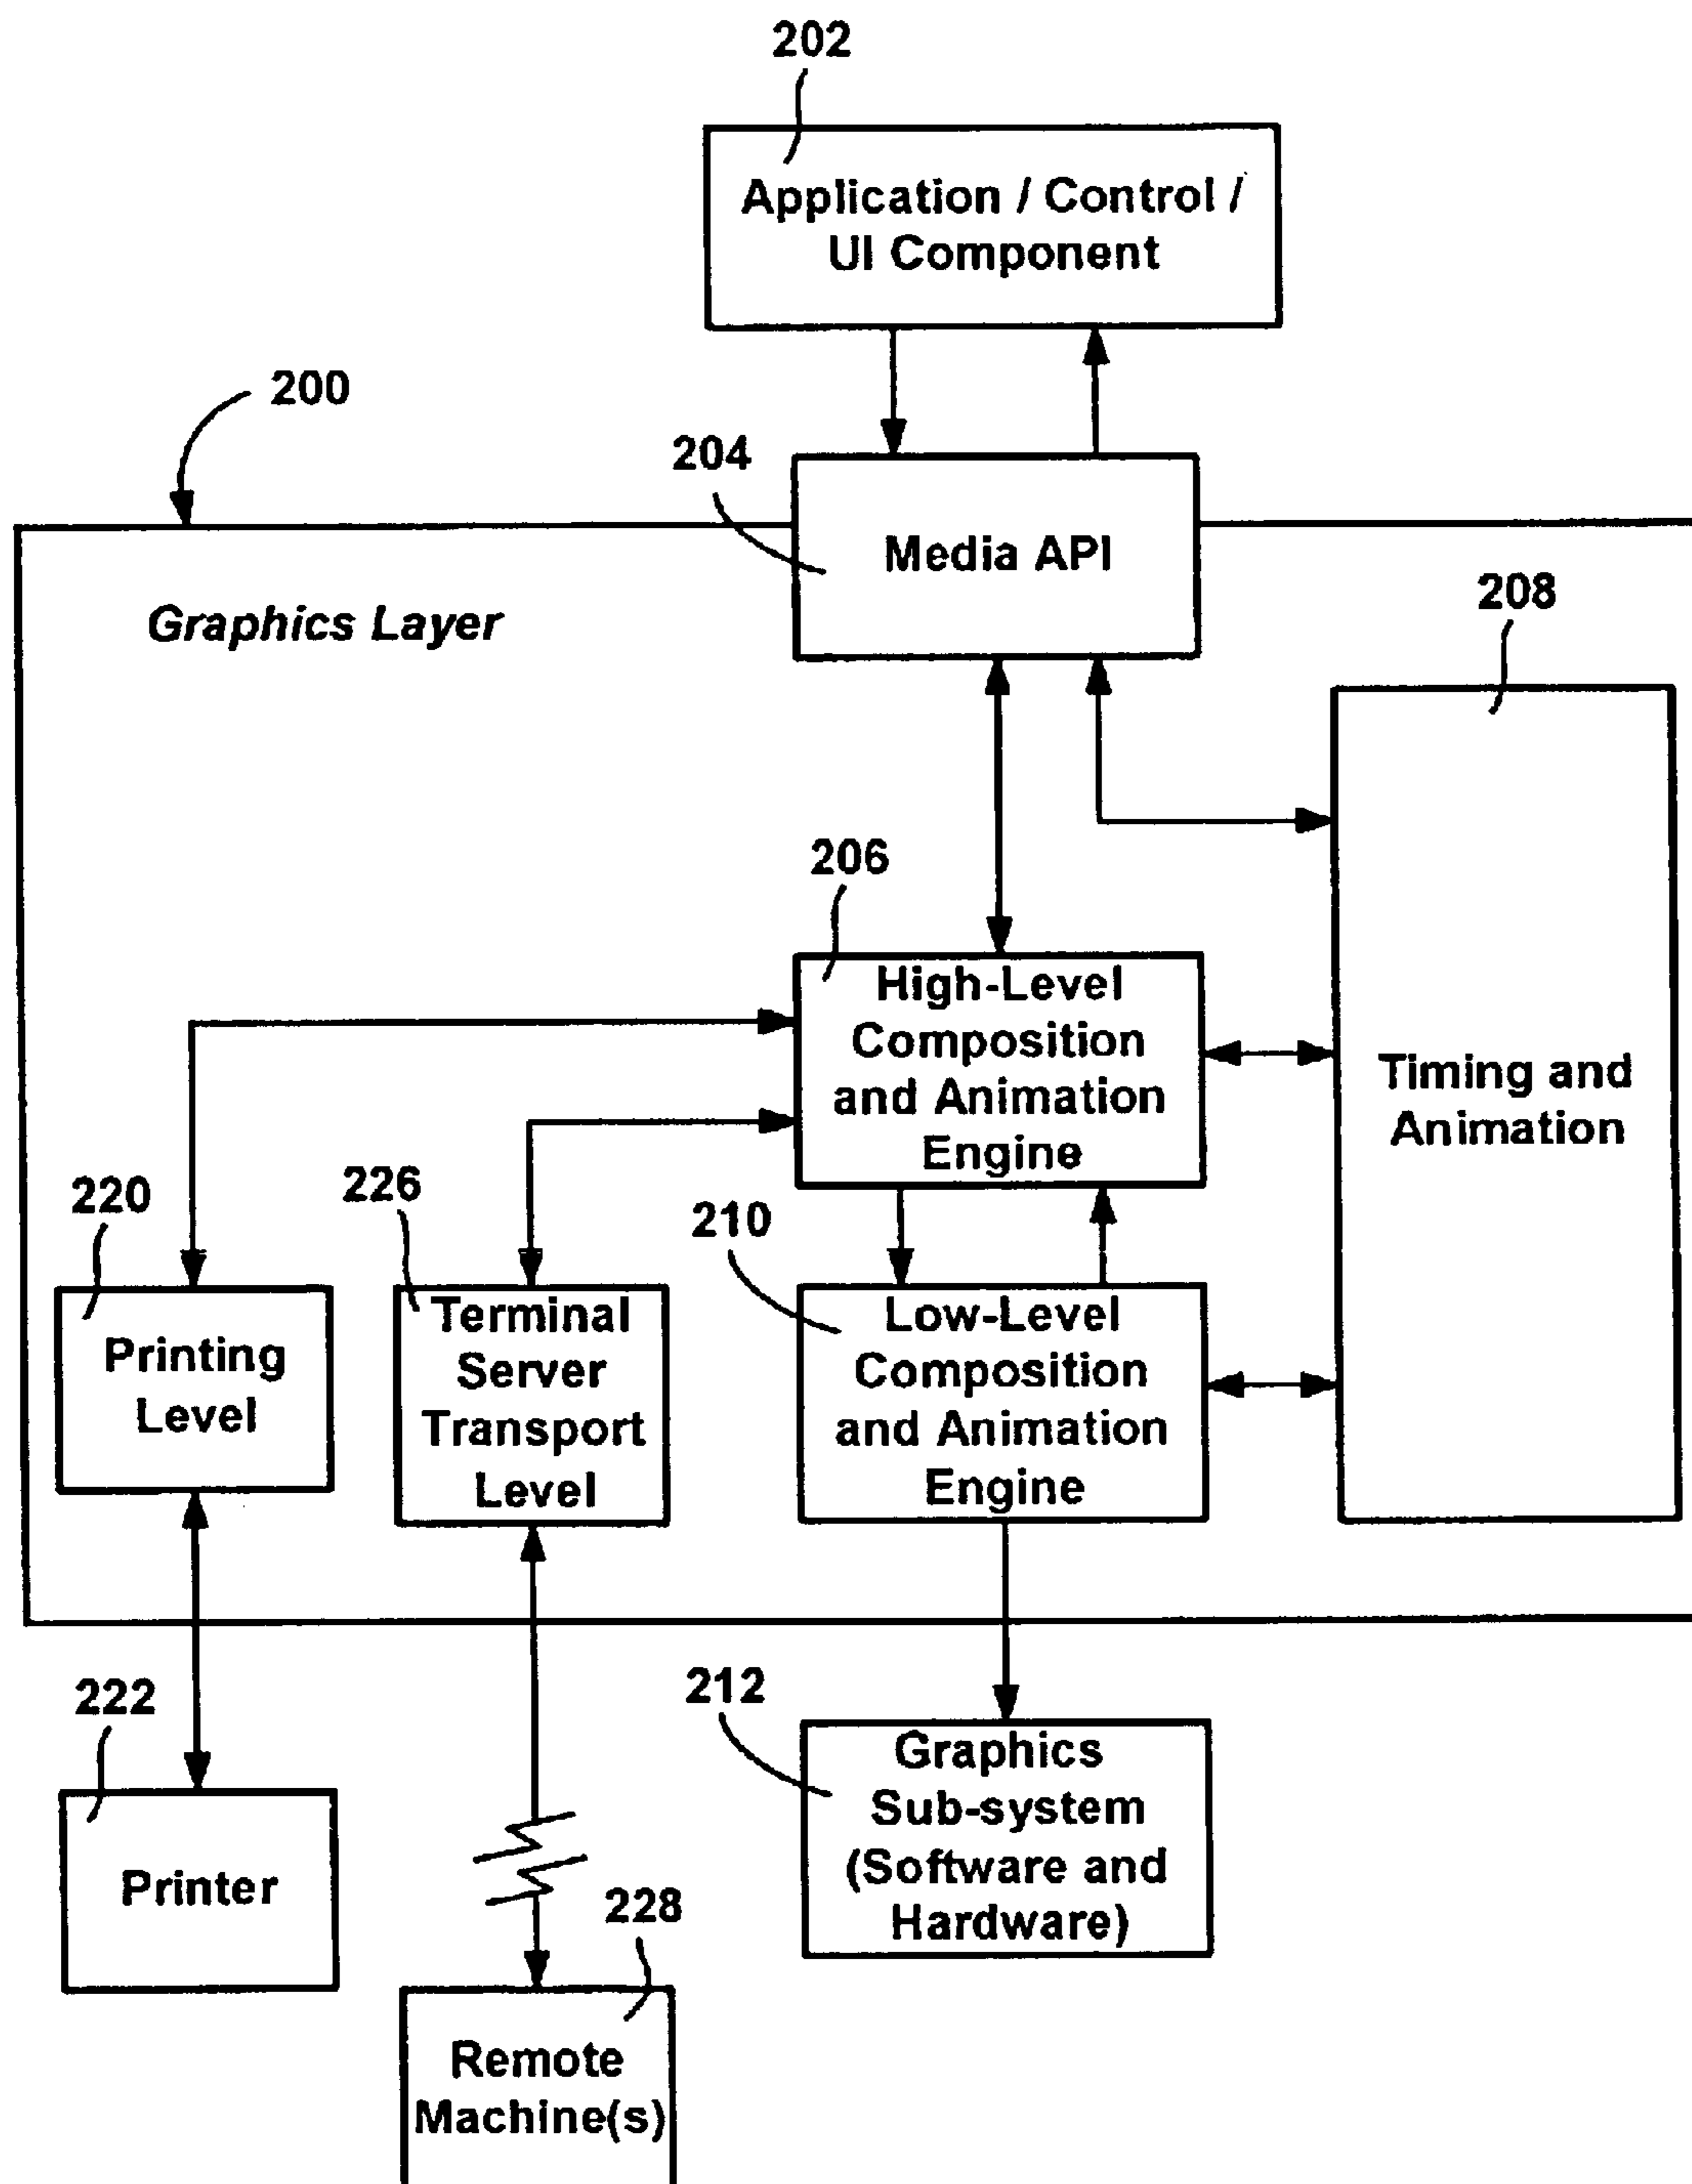 202
Application / Control /
UI Component
200
204
Media API
Graphics Layer
208
206
High-Level
Composition
and Animation
Engine
Timing and
Animation
220
226
210
Printing
Level
Terminal
Server
Transport
Level
Low-Level
Composition
and Animation
Engine
222
212
Printer
Graphics
Sub-system
(Software and
Hardware)
228
Remote
Machine(s)